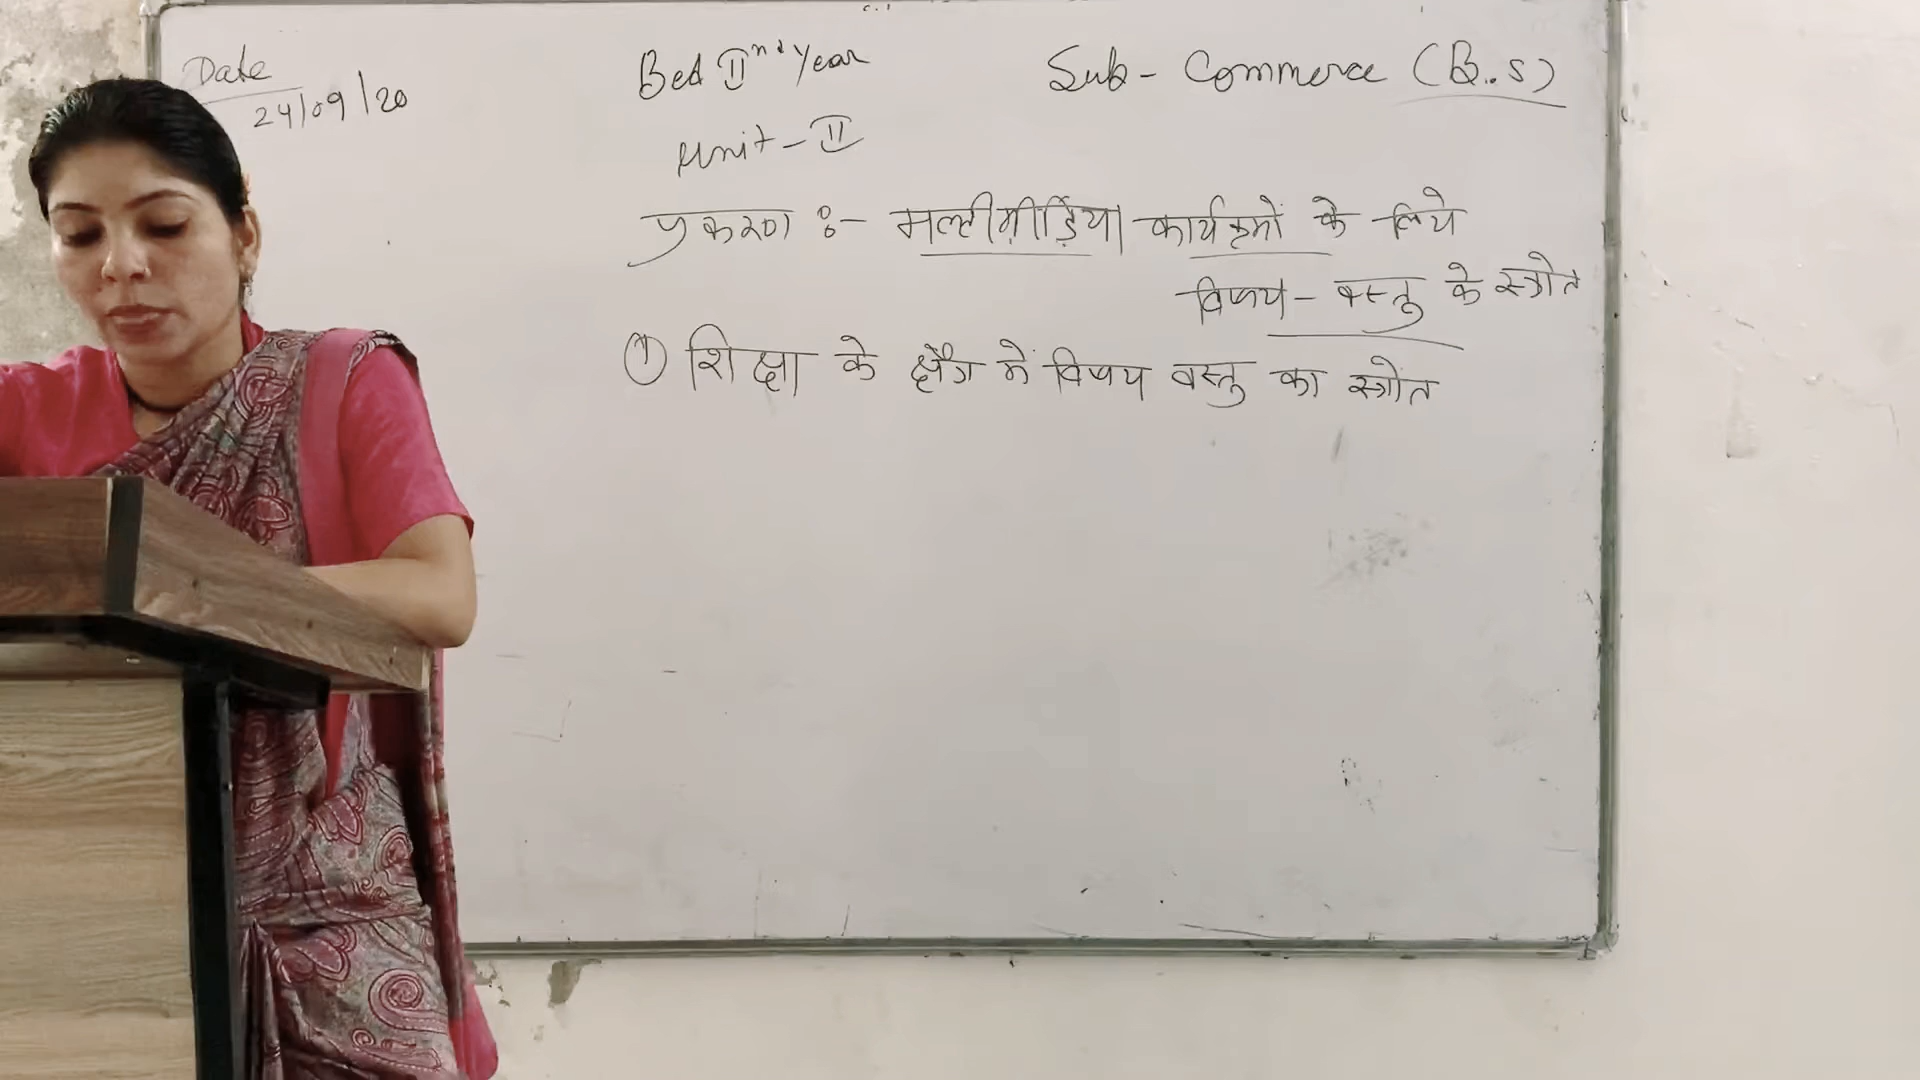 Date
24/09/20
Bed IInd Year
Sub - Commerce (B.S)
Unit - II
प्रकरण :- मल्टीमीडिया कार्यक्रमों के लिये
विषय - वस्तु के स्त्रोत
① शिक्षा के क्षेत्र में विषय वस्तु का स्त्रोत